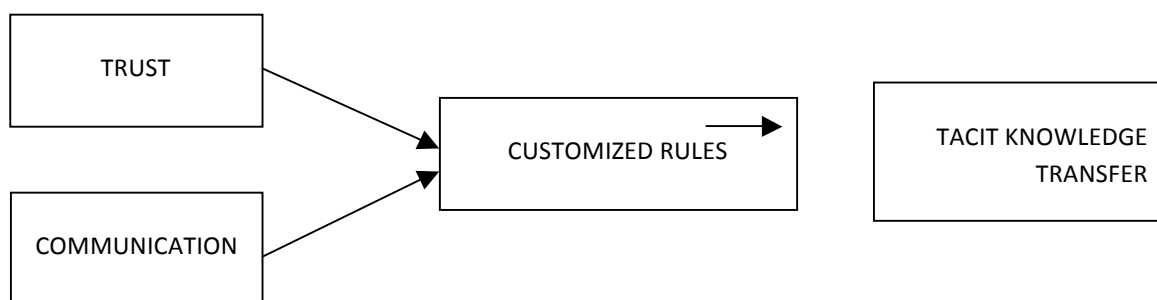 TRUST
COMMUNICATION
CUSTOMIZED RULES
TACIT KNOWLEDGE
TRANSFER